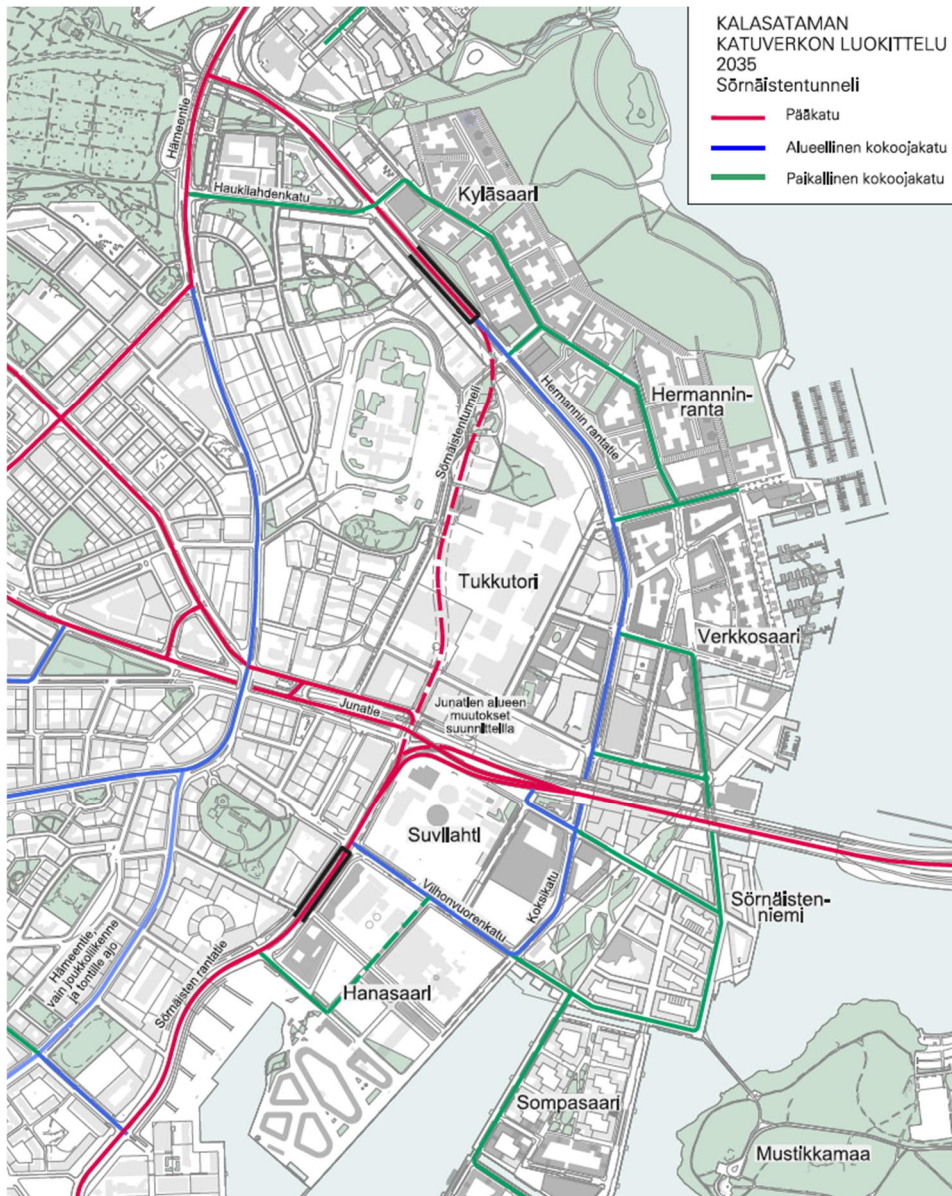 KALASATAMAN
KATUVERKON LUOKITTELU
2035
Sörnäistentunneli
Pääkatu
Alueellinen kokoojakatu
Paikallinen kokoojakatu
Hämeentie
Haukilahdenkatu
Kyläsaari
Hermannin rantatie
Hermannin-
ranta
Sörnäistentunneli
Tukkutori
Verkkosaari
Junatie
Junatien alueen
muutokset
suunnitteilla
Suvilahti
Vilhonvuorenkatu
Koksikatu
Sörnäisten-
niemi
Hämeentie,
vain joukkoliikenne
ja tontille ajo
Sörnäisten rantatie
Hanasaari
Sompasaari
Mustikkamaa